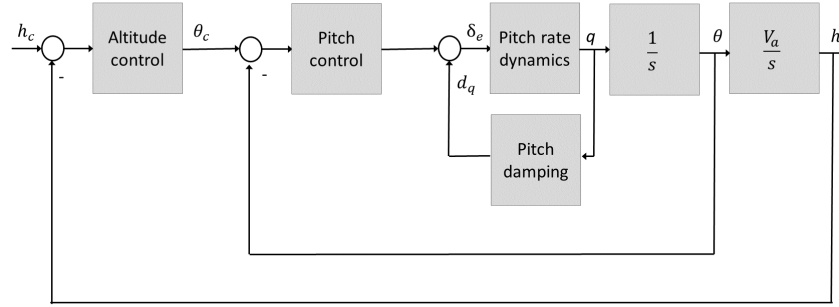 h_c
-
Altitude
control
θ_c
-
Pitch
control
δ_e
d_q
Pitch rate
dynamics
q
Pitch
damping
1
s
θ
V_a
s
h